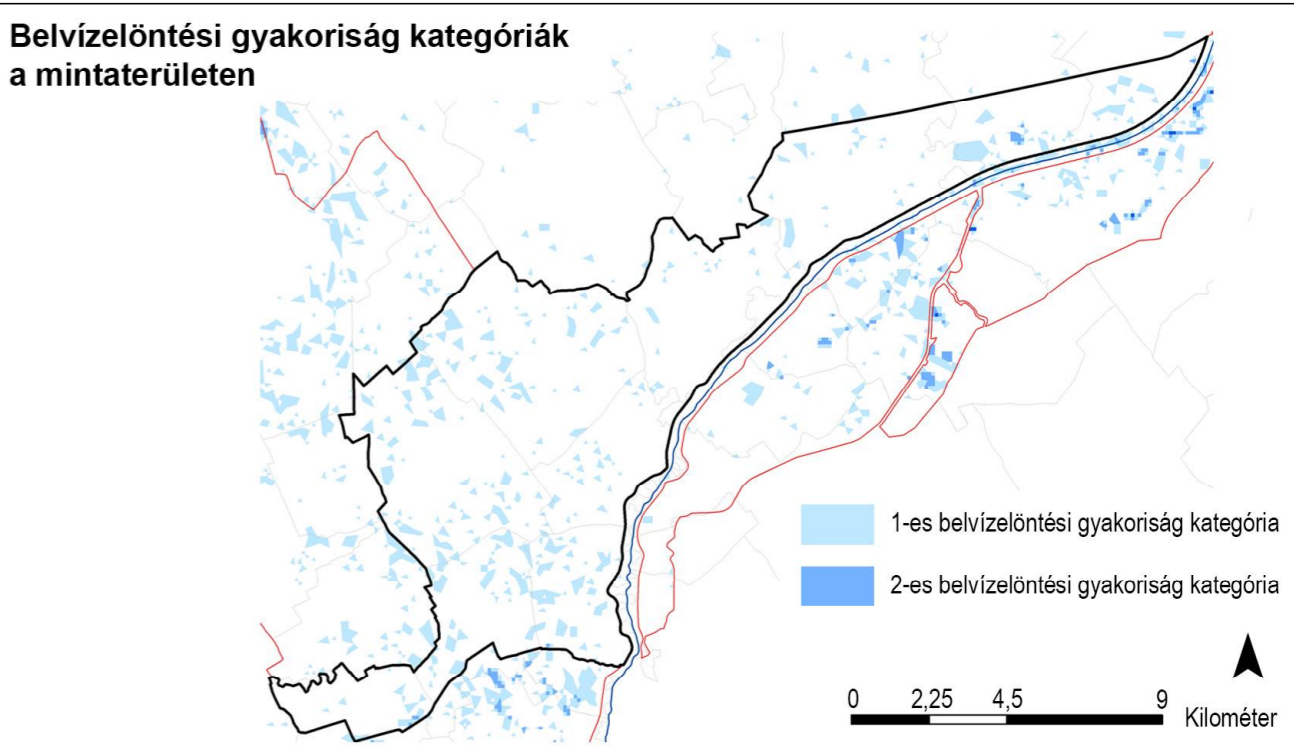 Belvízelöntési gyakoriság kategóriák
a mintaterületen
1-es belvízelöntési gyakoriság kategória
2-es belvízelöntési gyakoriság kategória
0 2,25 4,5 9
Kilométer